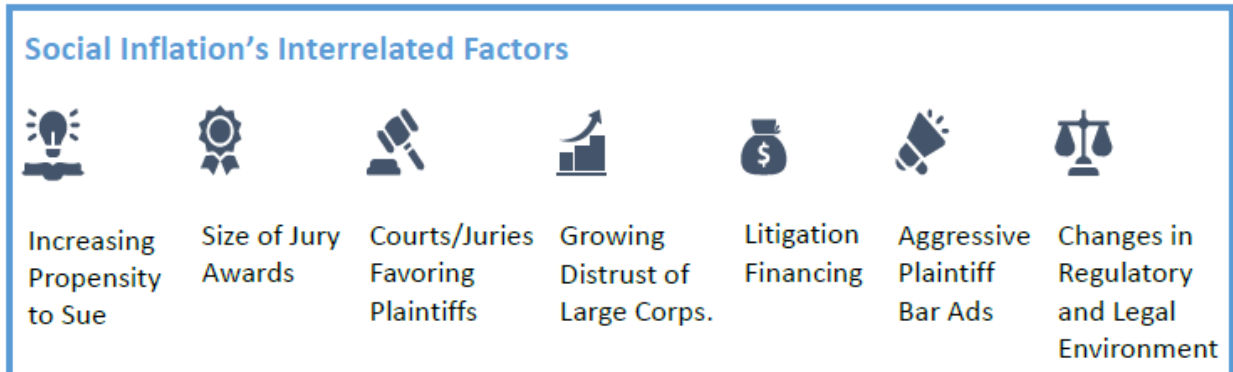 Social Inflation’s Interrelated Factors
$
Increasing
Propensity
to Sue
Size of Jury
Awards
Courts/Juries
Favoring
Plaintiffs
Growing
Distrust of
Large Corps.
Litigation
Financing
Aggressive
Plaintiff
Bar Ads
Changes in
Regulatory
and Legal
Environment